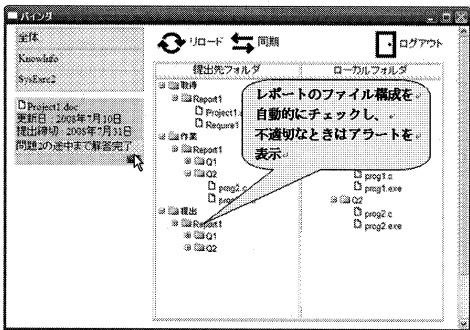 バインダ
全体
KnowInfo
SysExre2
Project1.doc
更新日：2008年7月10日
提出締切：2008年7月31日
問題2の途中まで解答完了
リロード
同期
ログアウト
提出先フォルダ
ローカルフォルダ
取得
Report1
Project1.
Require1
作業
Report1
Q1
Q2
prog2.c
提出
Report1
Q1
Q2
レポートのファイル構成を
自動的にチェックし、
不適切なときはアラートを
表示
prog1.c
prog1.exe
Q2
prog2.c
prog2.exe